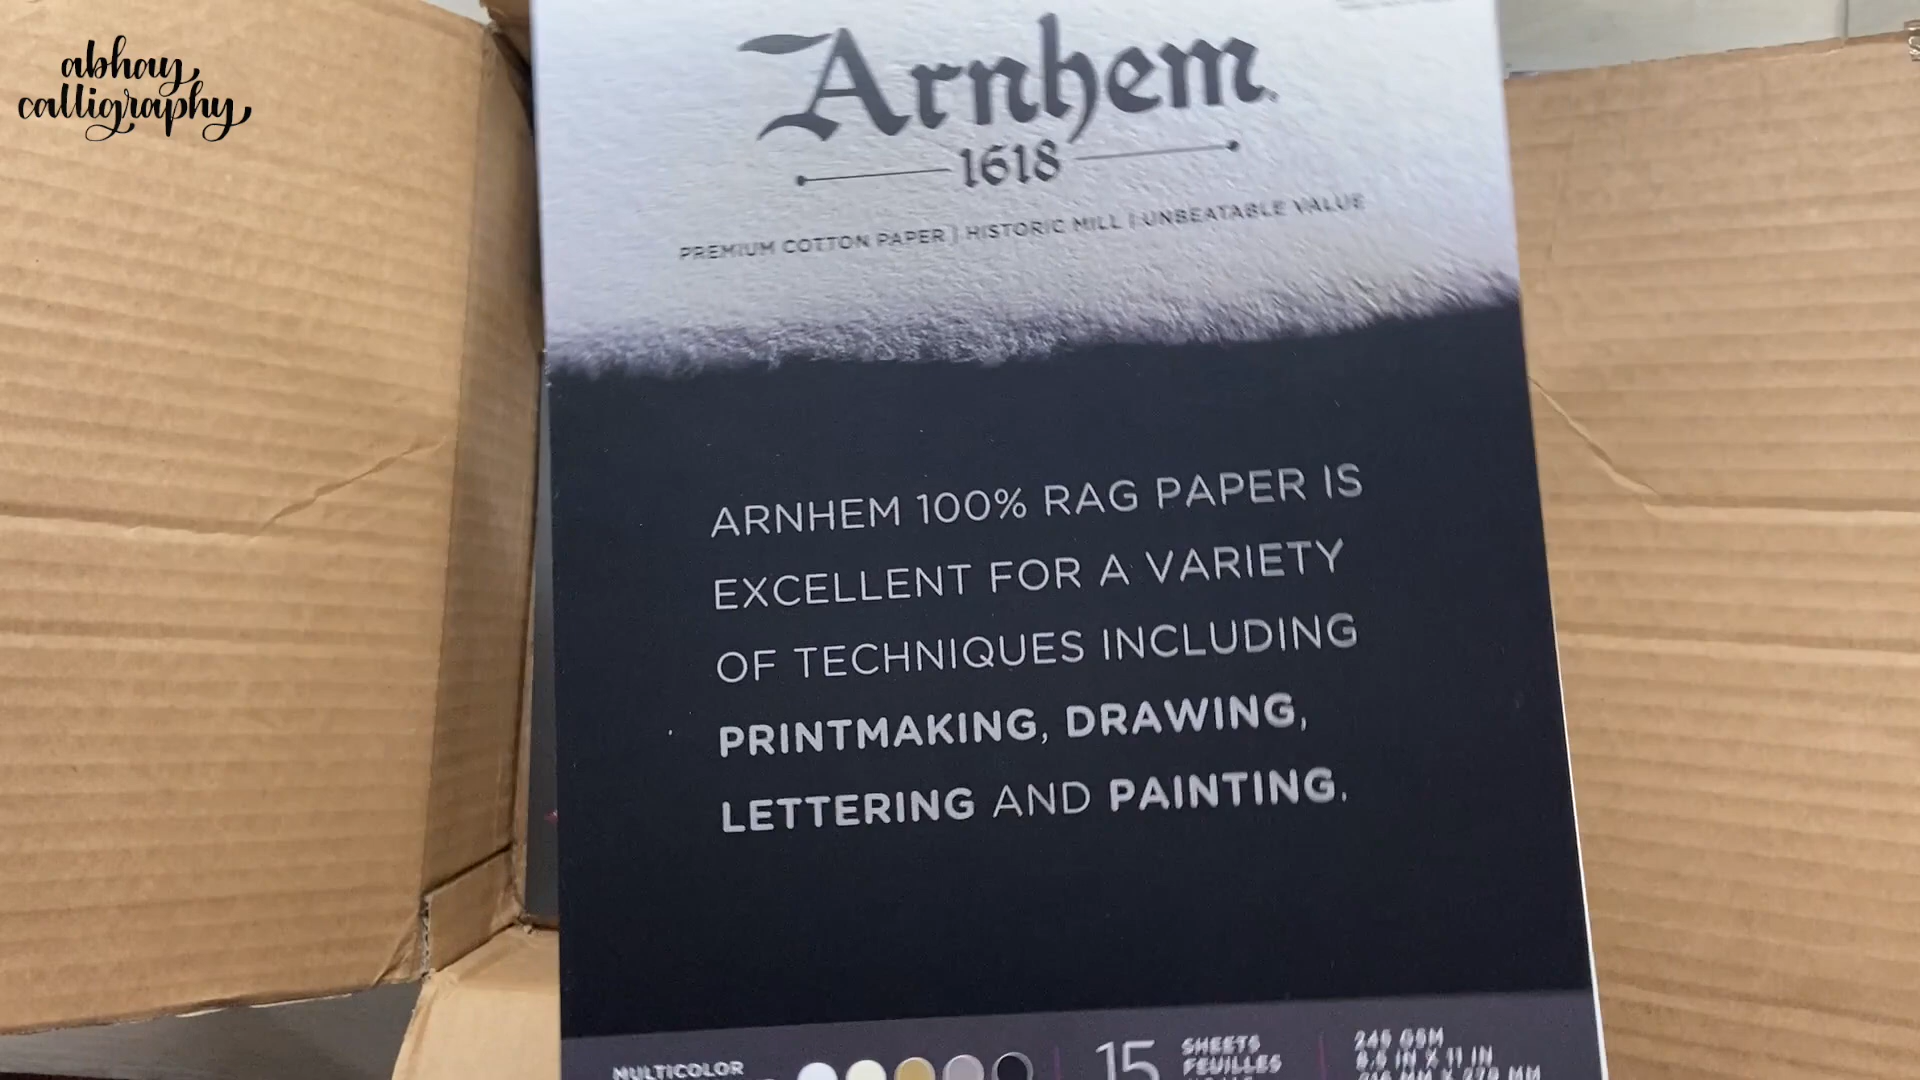 abhay
calligraphy
Arnhem
1618
PREMIUM COTTON PAPER | HISTORIC MILL | UNBEATABLE VALUE
ARNHEM 100% RAG PAPER IS
EXCELLENT FOR A VARIETY
OF TECHNIQUES INCLUDING
PRINTMAKING, DRAWING,
LETTERING AND PAINTING.
MULTICOLOR
15
SHEETS
FEUILLES
245 GSM
8.5 IN X 11 IN